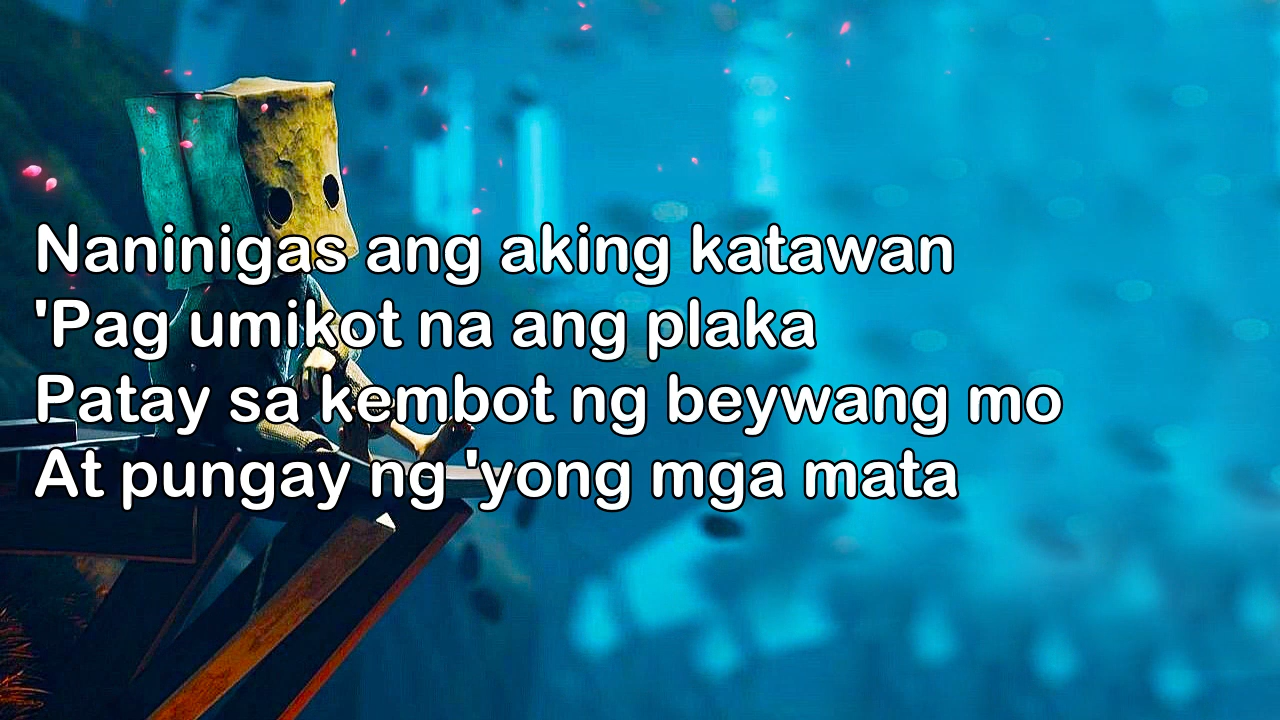 Naninigas ang aking katawan
'Pag umikot na ang plaka
Patay sa kembot ng beywang mo
At pungay ng 'yong mga mata